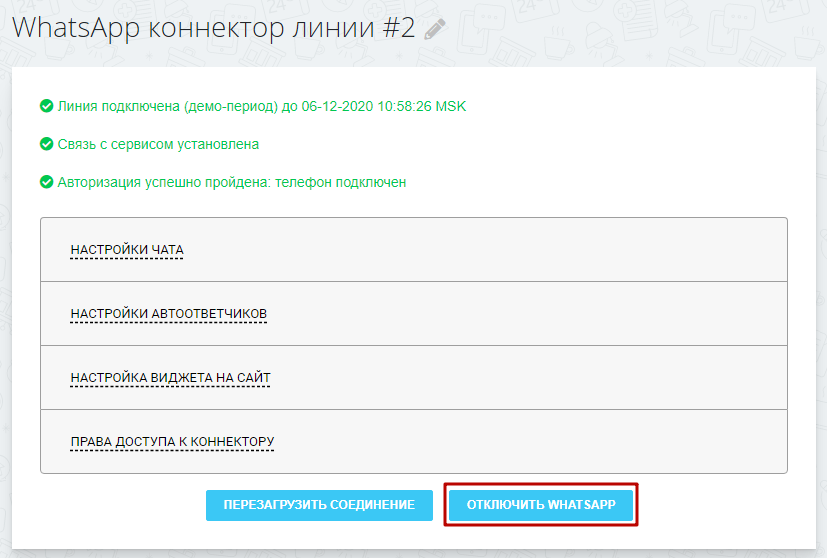 WhatsApp коннектор линии #2
Линия подключена (демо-период) до 06-12-2020 10:58:26 MSK
Связь с сервисом установлена
Авторизация успешно пройдена: телефон подключен
НАСТРОЙКИ ЧАТА
НАСТРОЙКИ АВТООТВЕТЧИКОВ
НАСТРОЙКА ВИДЖЕТА НА САЙТ
ПРАВА ДОСТУПА К КОННЕКТОРУ
ПЕРЕЗАГРУЗИТЬ СОЕДИНЕНИЕ
ОТКЛЮЧИТЬ WHATSAPP